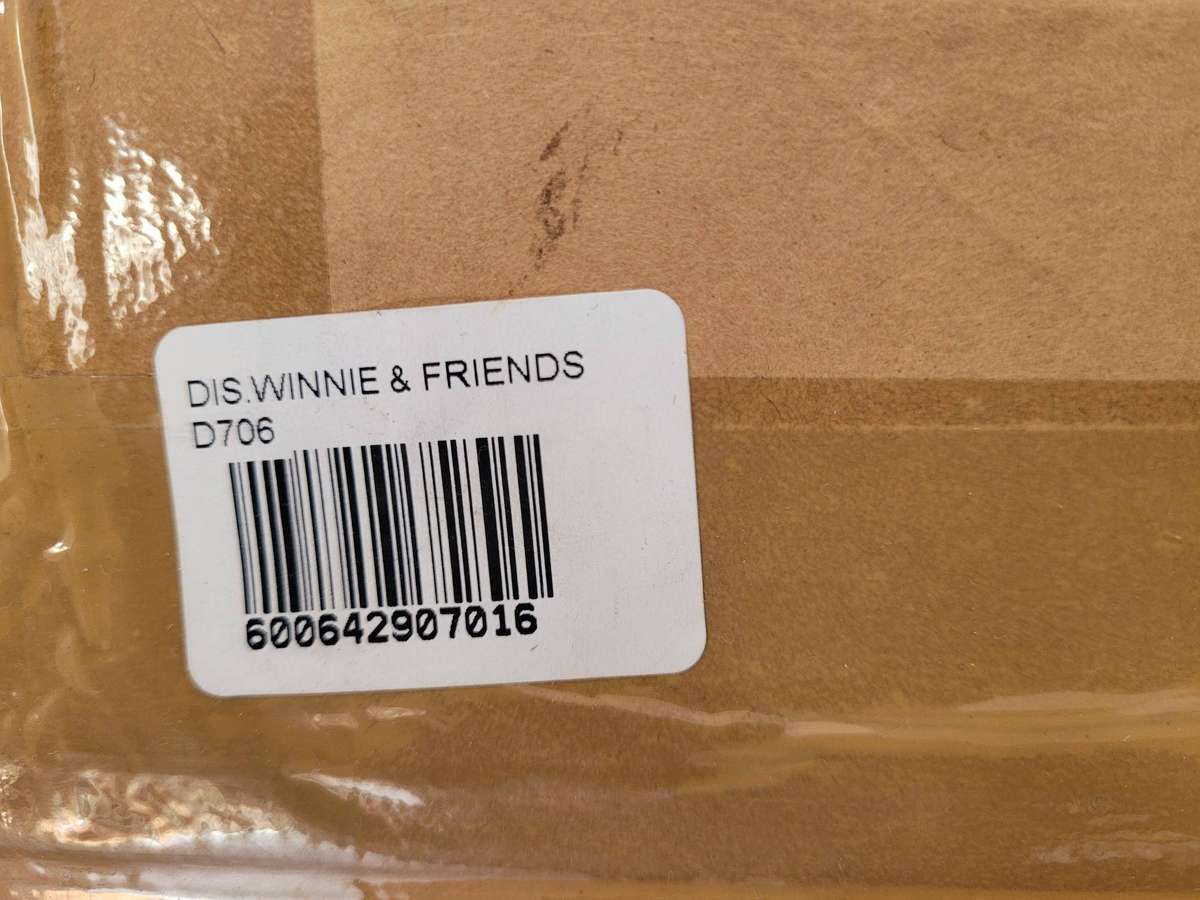 DIS.WINNIE & FRIENDS
D706
600642907016